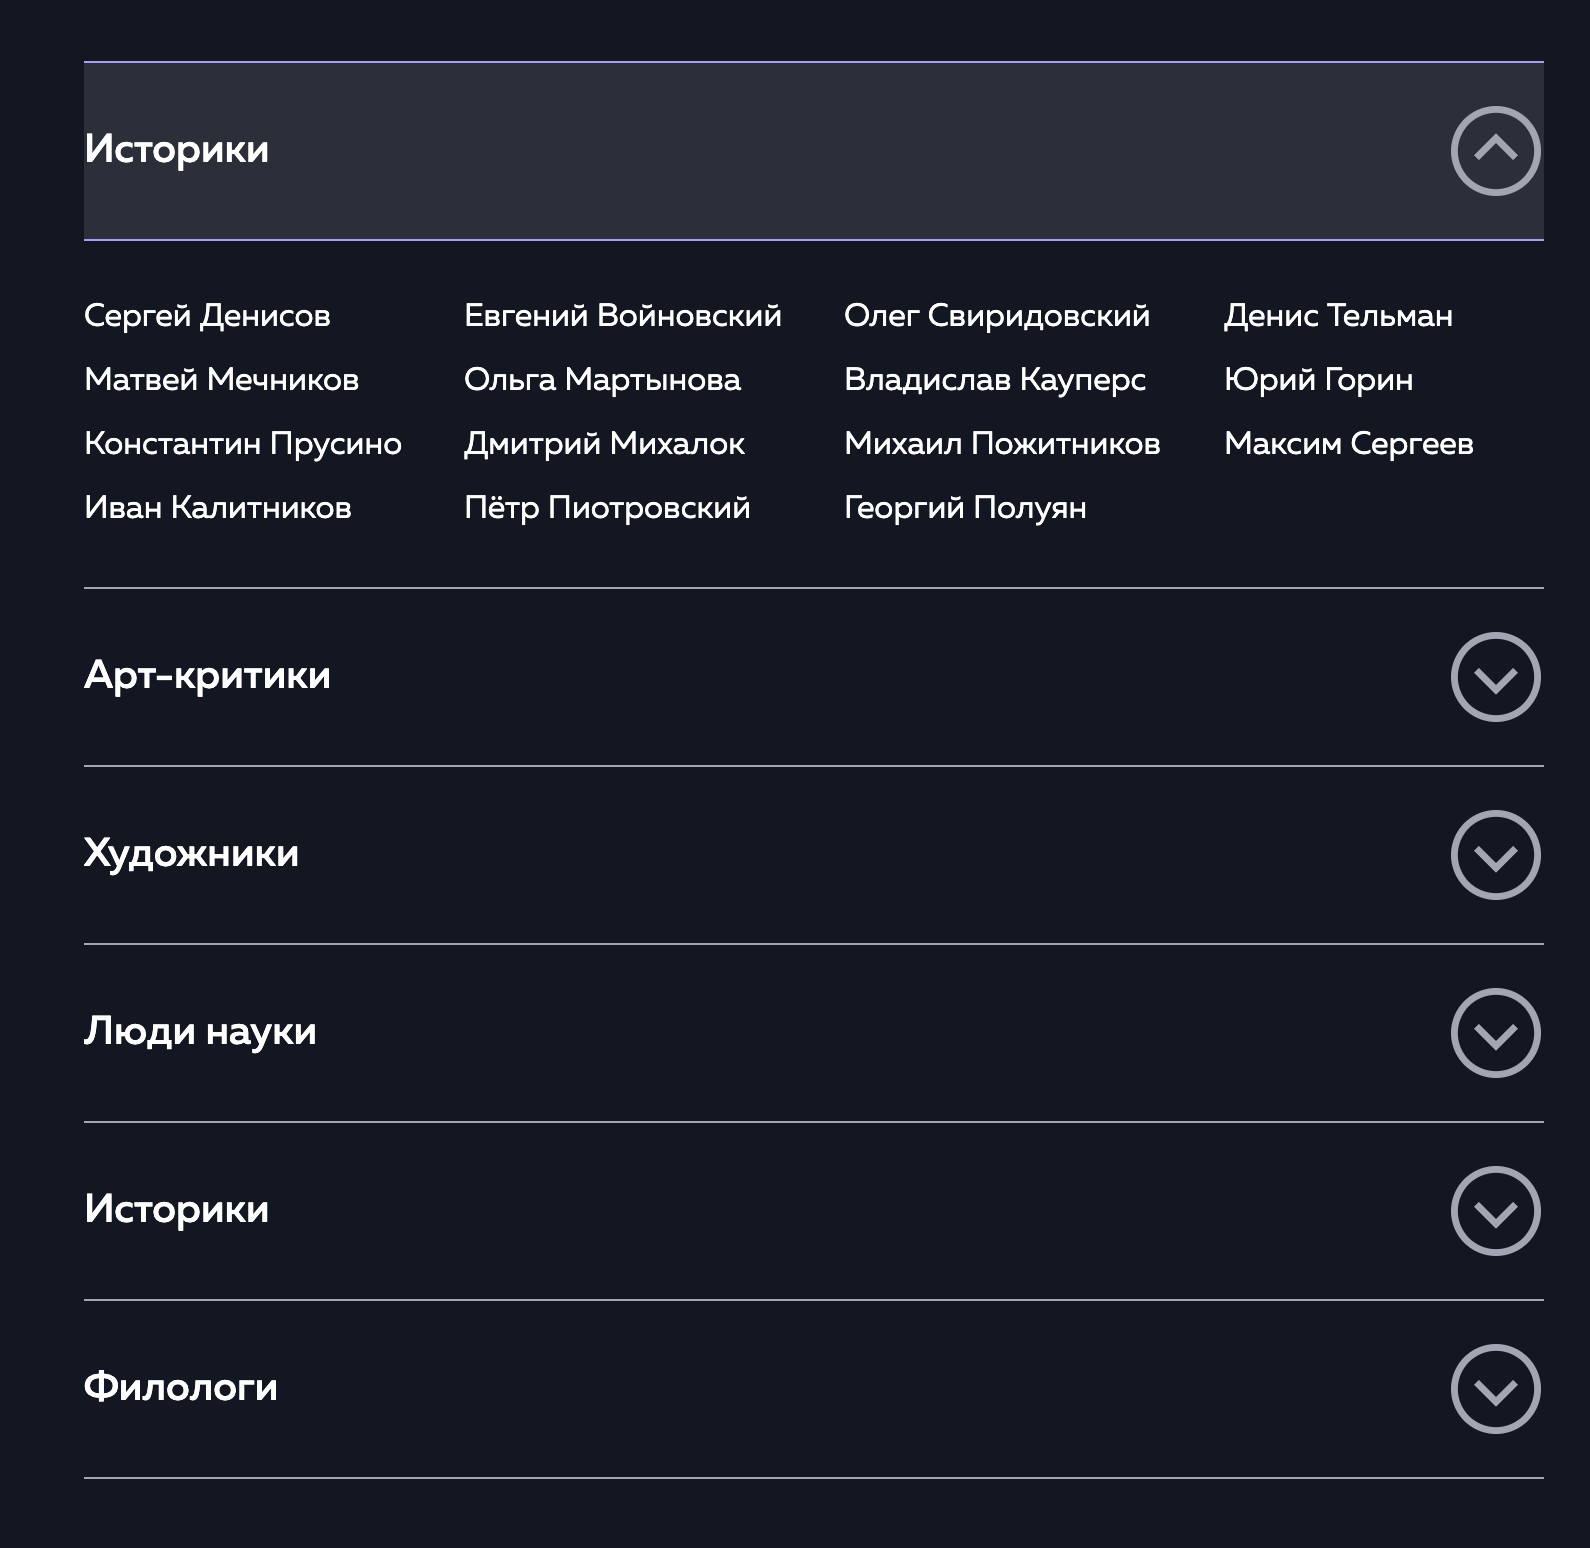 Историки
Сергей Денисов
Матвей Мечников
Константин Прусино
Иван Калитников
Евгений Войновский
Ольга Мартынова
Дмитрий Михалок
Пётр Пиотровский
Олег Свиридовский
Владислав Кауперс
Михаил Пожитников
Георгий Полуян
Денис Тельман
Юрий Горин
Максим Сергеев
Арт-критики
Художники
Люди науки
Историки
Филологи